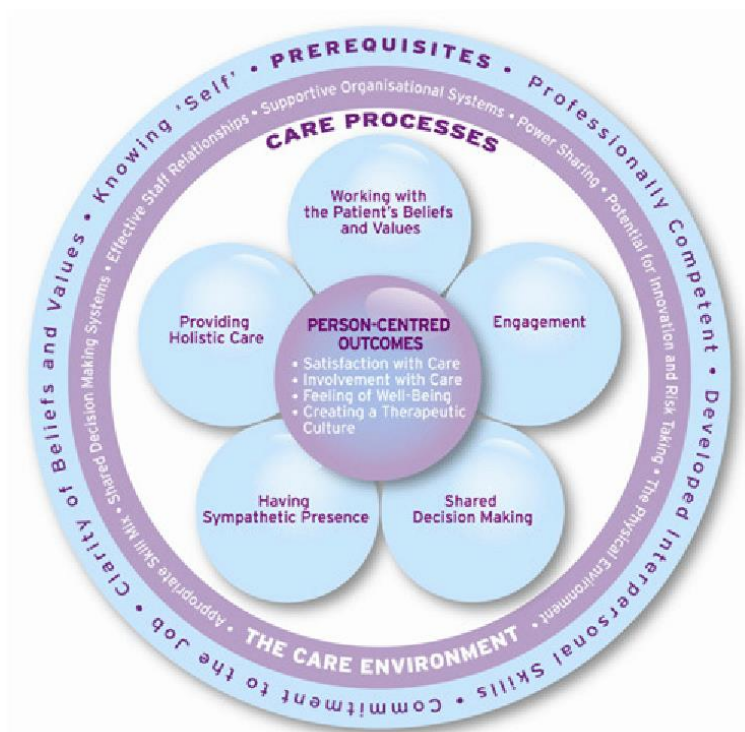 • PREREQUISITES • Professionally Competent • Developed Interpersonal Skills • Commitment to the Job • Clarity of Beliefs and Values • Knowing 'Self'
THE CARE ENVIRONMENT • Appropriate Skill Mix • Shared Decision Making Systems • Effective Staff Relationships • Supportive Organisational Systems • Power Sharing • Potential for Innovation and Risk Taking • The Physical Environment •
CARE PROCESSES
Working with
the Patient's Beliefs
and Values
Providing
Holistic Care
Engagement
PERSON-CENTRED
OUTCOMES
• Satisfaction with Care
• Involvement with Care
• Feeling of Well-Being
• Creating a Therapeutic
Culture
Having
Sympathetic Presence
Shared
Decision Making